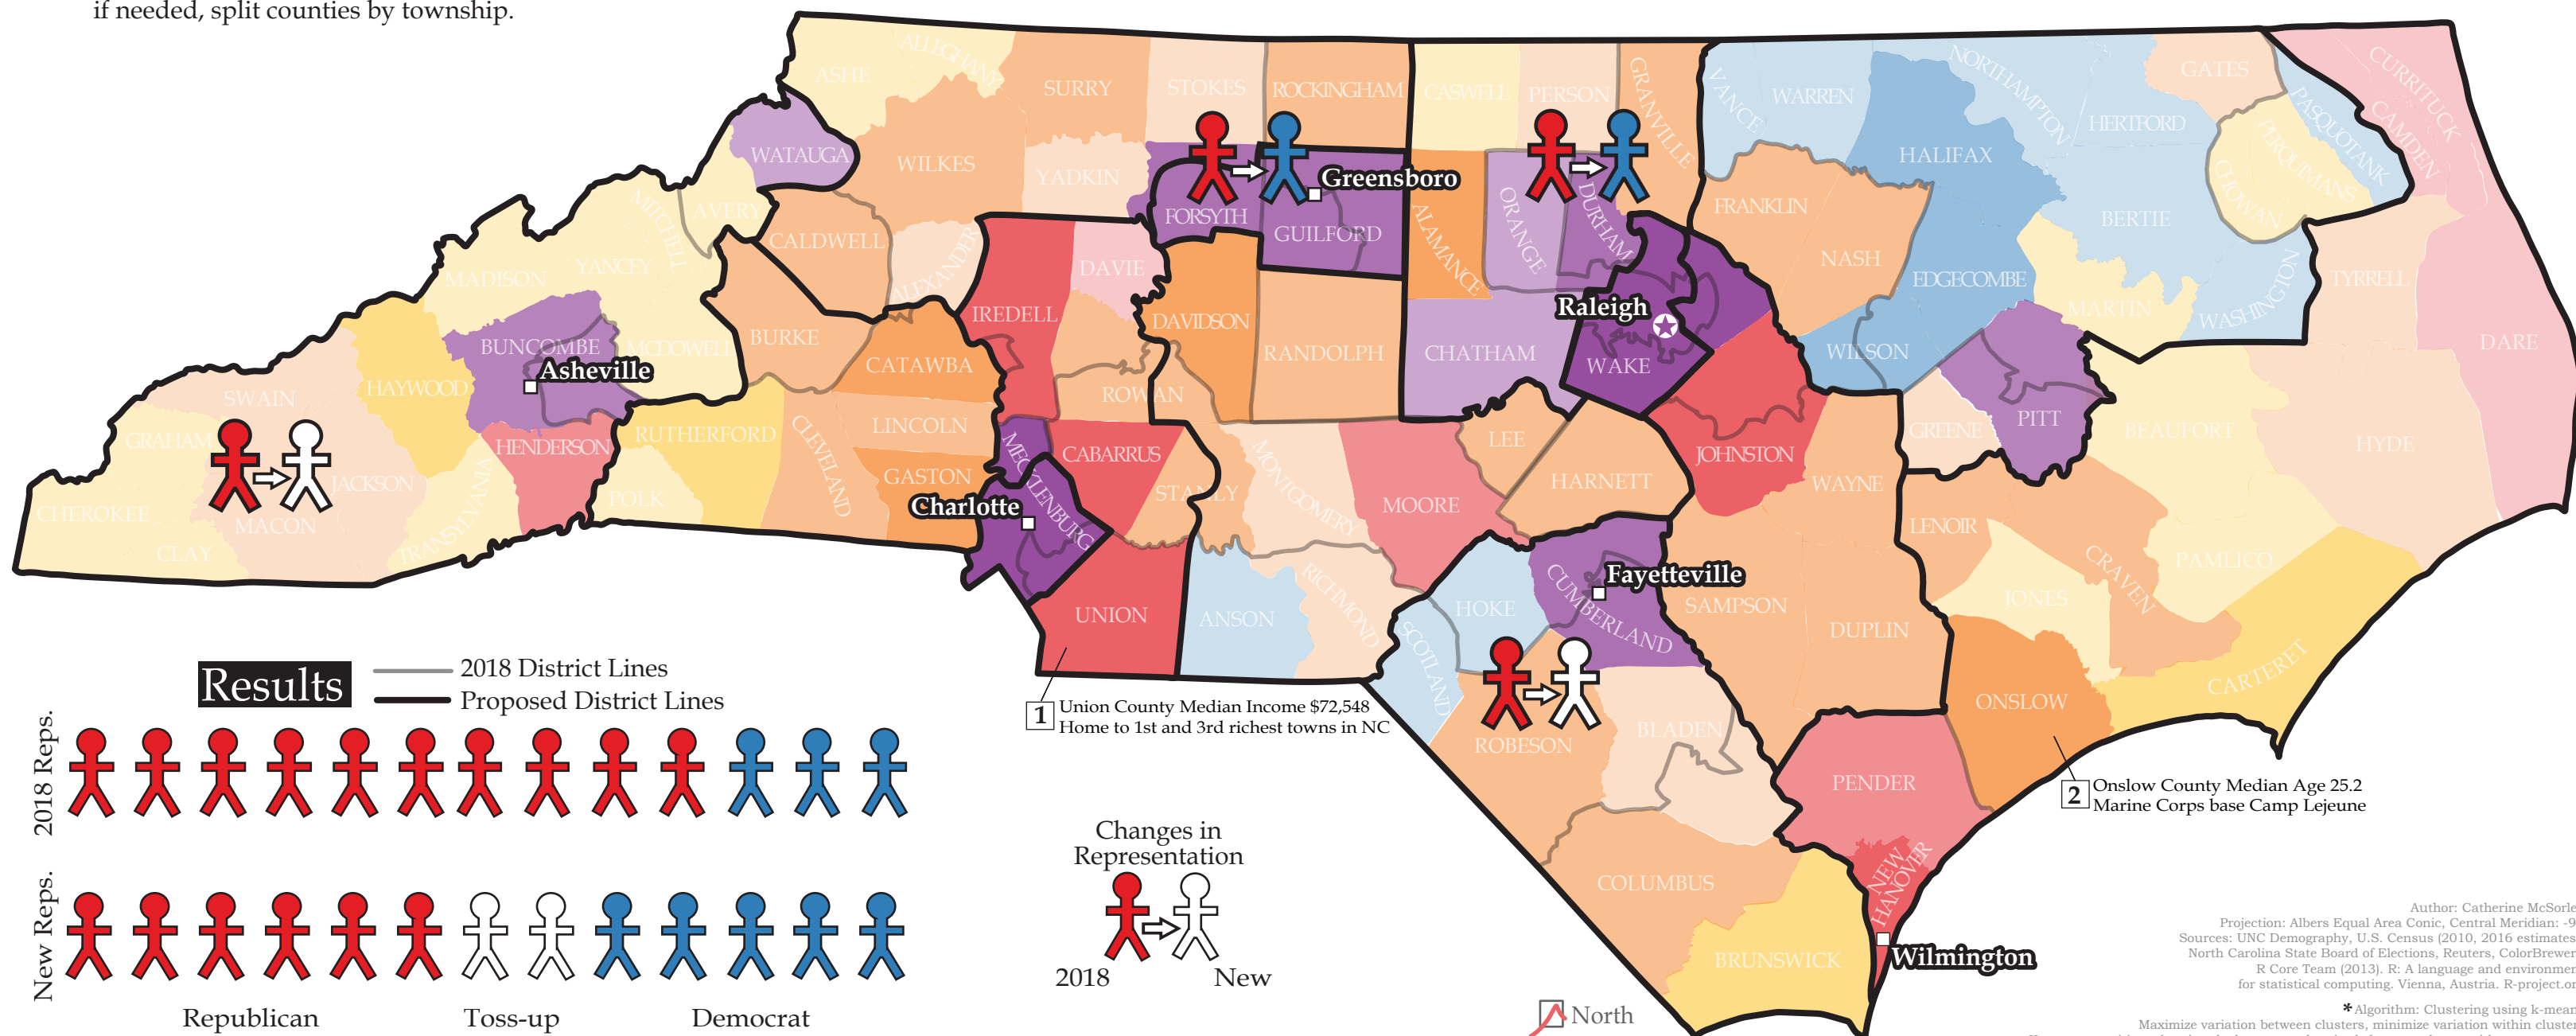 if needed, split counties by township.
ASHE
ALLEGHANY
SURRY
STOKES
ROCKINGHAM
CASWELL
PERSON
GRANVILLE
VANCE
WARREN
NORTHAMPTON
GATES
CURRITUCK
CAMDEN
PASQUOTANK
PERQUIMANS
CHOWAN
HERTFORD
HALIFAX
BERTIE
WATAUGA
WILKES
YADKIN
FORSYTH
Greensboro
GUILFORD
ALAMANCE
ORANGE
DURHAM
FRANKLIN
NASH
EDGECOMBE
MARTIN
WASHINGTON
TYRRELL
DARE
MITCHELL
AVERY
CALDWELL
ALEXANDER
IREDELL
DAVIE
DAVIDSON
RANDOLPH
CHATHAM
Raleigh
WAKE
WILSON
MADISON
YANCEY
BUNCOMBE
MCDOWELL
Asheville
BURKE
CATAWBA
ROWAN
HAYWOOD
SWAIN
GRAHAM
JACKSON
MACON
CHEROKEE
CLAY
TRANSYLVANIA
HENDERSON
RUTHERFORD
POLK
CLEVELAND
LINCOLN
GASTON
Charlotte
MECKLENBURG
CABARRUS
STANLY
MONTGOMERY
MOORE
LEE
HARNETT
JOHNSTON
WAYNE
GREENE
PITT
BEAUFORT
HYDE
LENOIR
CRAVEN
PAMLICO
JONES
CARTERET
ONSLOW
UNION
ANSON
RICHMOND
SCOTLAND
HOKE
CUMBERLAND
Fayetteville
SAMPSON
DUPLIN
ROBESON
BLADEN
PENDER
COLUMBUS
NEW
HANOVER
BRUNSWICK
Wilmington
Results
2018 District Lines
Proposed District Lines
2018 Reps.
New Reps.
Republican
Toss-up
Democrat
1
Union County Median Income $72,548
Home to 1st and 3rd richest towns in NC
Changes in
Representation
2018
New
2
Onslow County Median Age 25.2
Marine Corps base Camp Lejeune
North
Author: Catherine McSorle
Projection: Albers Equal Area Conic, Central Meridian: -9
Sources: UNC Demography, U.S. Census (2010, 2016 estimates
North Carolina State Board of Elections, Reuters, ColorBrewer
R Core Team (2013). R: A language and environmen
for statistical computing. Vienna, Austria. R-project.or
*Algorithm: Clustering using k-mean
Maximize variation between clusters, minimize variation within clus